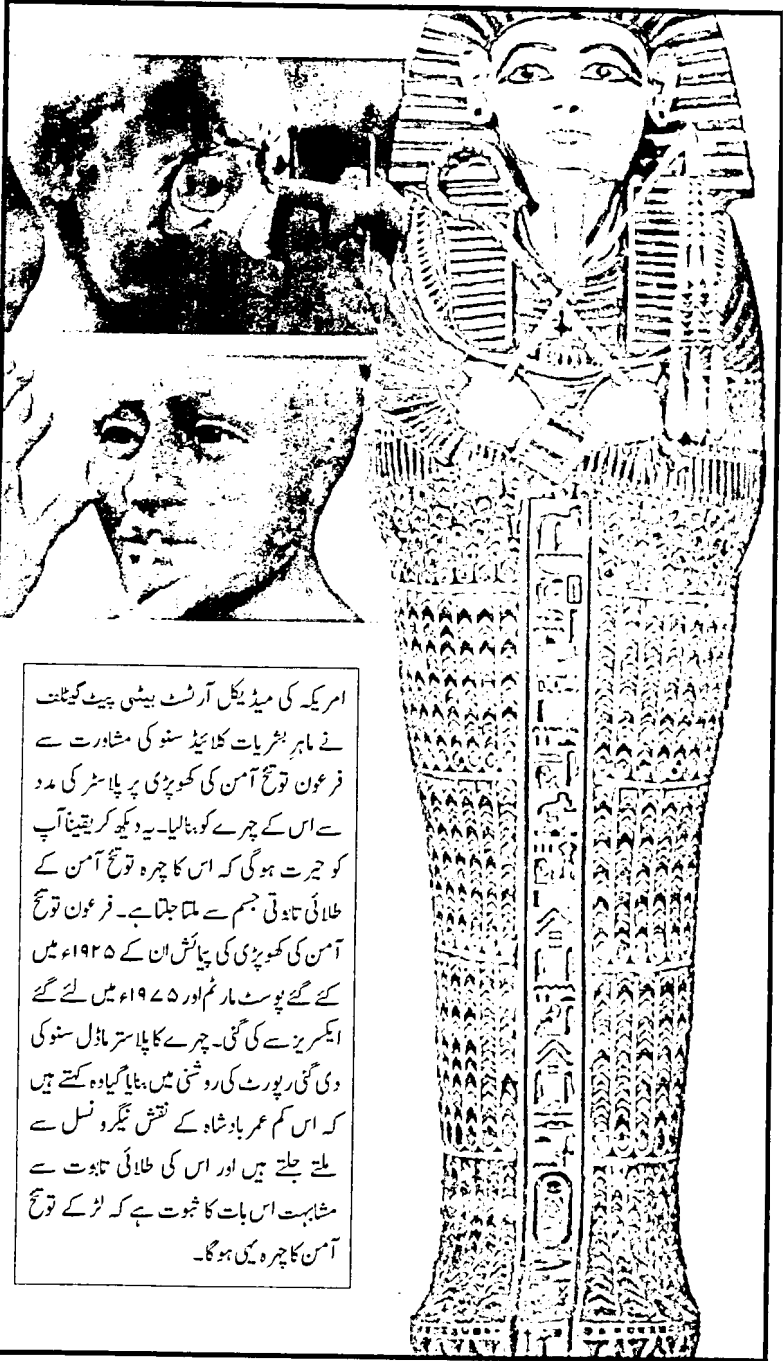 امریکہ کی میڈیکل آرٹسٹ بیٹی پیٹ گیٹلف
نے ماہر بشریات کلائیڈ سنو کی مشاورت سے
فرعون توتخ آمن کی کھوپڑی پر پلاسٹر کی مدد
سے اس کے چہرے کو بنالیا۔ یہ دیکھ کر یقیناً آپ
کو حیرت ہوگی کہ اس کا چہرہ توتخ آمن کے
طلائی تابوتی جسم سے ملتا جلتا ہے۔ فرعون توتخ
آمن کی کھوپڑی کی پیمائش ان کے ۱۹۲۵ء میں
کئے گئے پوسٹ مارٹم اور ۱۹۷۵ء میں لئے گئے
ایکسریز سے کی گئی۔ چہرے کا پلاستر ماڈل سنو کی
دی گئی رپورٹ کی روشنی میں بنایا گیا وہ کہتے ہیں
کہ اس کم عمر بادشاہ کے نقش نیگرو نسل سے
ملتے جلتے ہیں اور اس کی طلائی تابوت سے
مشابہت اس بات کا ثبوت ہے کہ لڑکے توتخ
آمن کا چہرہ یہی ہوگا۔